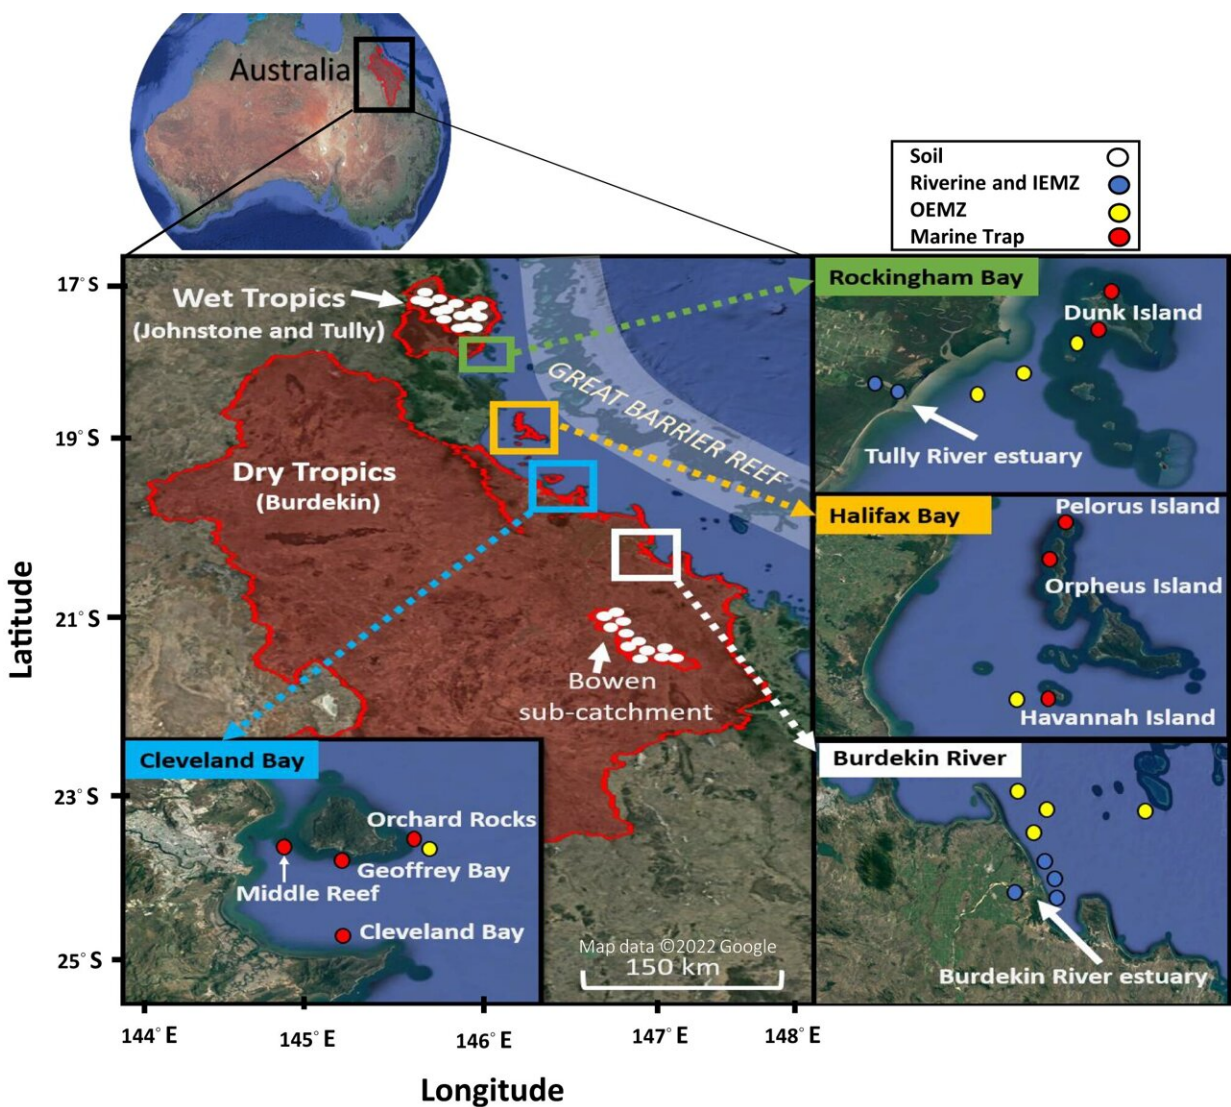 Australia
Soil
Riverine and IEMZ
OEMZ
Marine Trap
17°S
19°S
21°S
23°S
25°S
Latitude
Wet Tropics
(Johnstone and Tully)
GREAT BARRIER REEF
Dry Tropics
(Burdekin)
Bowen
sub-catchment
Rockingham Bay
Dunk Island
Tully River estuary
Halifax Bay
Pelorus Island
Orpheus Island
Havannah Island
Cleveland Bay
Orchard Rocks
Geoffrey Bay
Middle Reef
Cleveland Bay
Burdekin River
Burdekin River estuary
Map data ©2022 Google
150 km
144°E
145°E
146°E
147°E
148°E
Longitude